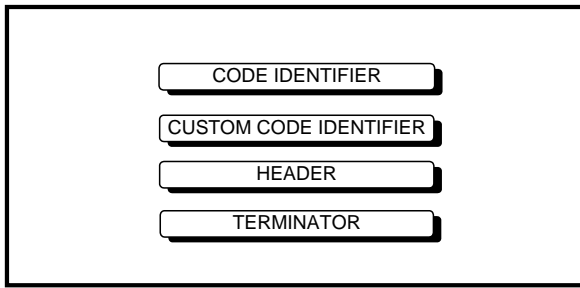 CODE IDENTIFIER
CUSTOM CODE IDENTIFIER
HEADER
TERMINATOR